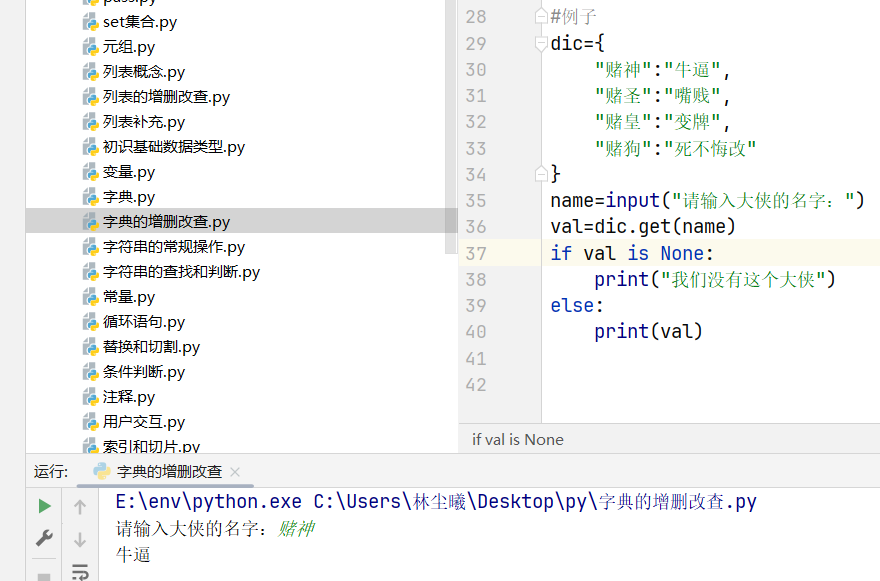 pass.py
set集合.py
元组.py
列表概念.py
列表的增删改查.py
列表补充.py
初识基础数据类型.py
变量.py
字典.py
字典的增删改查.py
字符串的常规操作.py
字符串的查找和判断.py
常量.py
循环语句.py
替换和切割.py
条件判断.py
注释.py
用户交互.py
索引和切片.py
28 #例子
29 dic={
30 "赌神":"牛逼",
31 "赌圣":"嘴贱",
32 "赌皇":"变牌",
33 "赌狗":"死不悔改"
34 }
35 name=input("请输入大侠的名字：")
36 val=dic.get(name)
37 if val is None:
38 print("我们没有这个大侠")
39 else:
40 print(val)
41
42
if val is None
运行: 字典的增删改查
E:\env\python.exe C:\Users\林尘曦\Desktop\py\字典的增删改查.py
请输入大侠的名字：赌神
牛逼